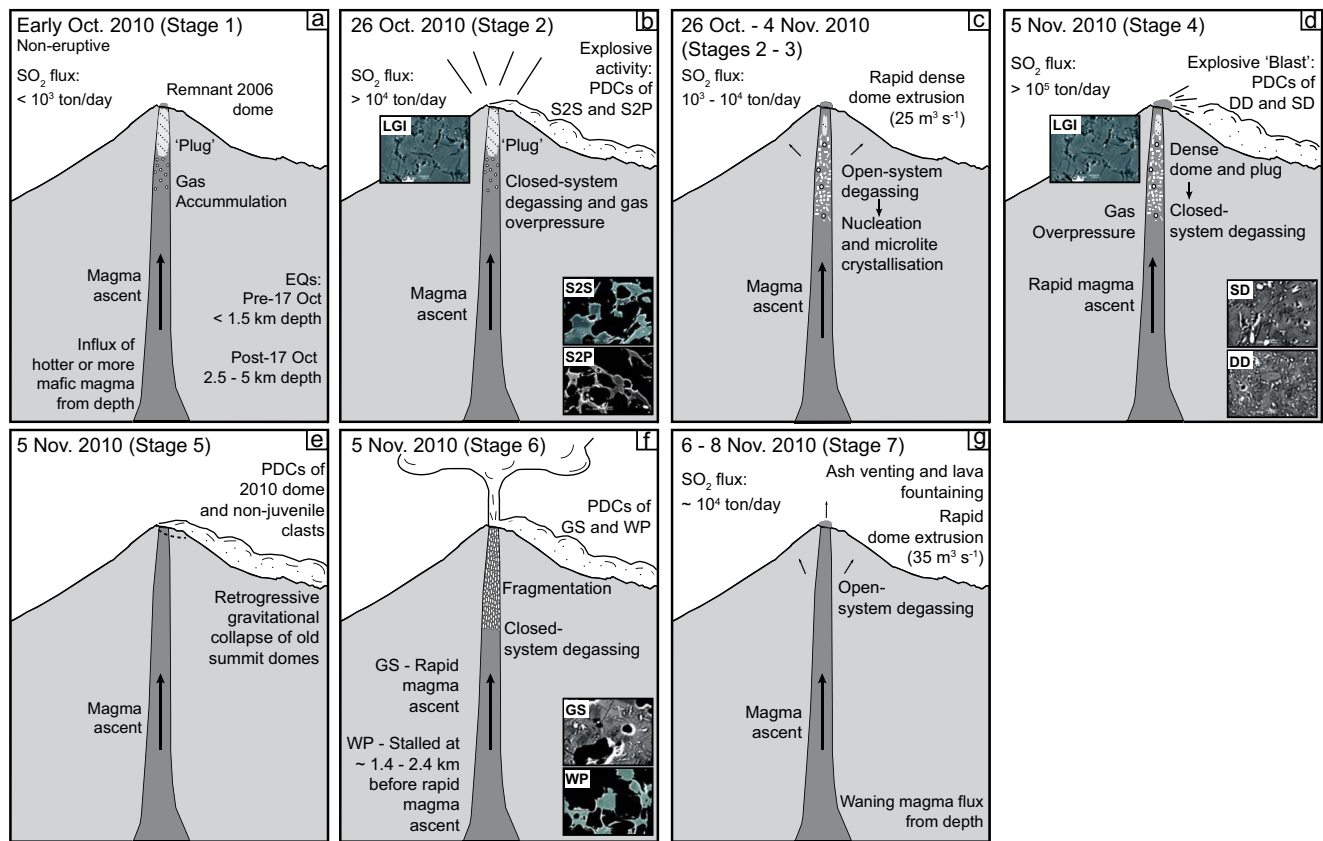 Early Oct. 2010 (Stage 1)
a
Non-eruptive
SO₂ flux:
< 10³ ton/day
Remnant 2006
dome
'Plug'
Gas
Accummulation
Magma
ascent
EQs:
Pre-17 Oct
< 1.5 km depth
Post-17 Oct
2.5 - 5 km depth
Influx of
hotter or more
mafic magma
from depth
26 Oct. 2010 (Stage 2)
b
SO₂ flux:
> 10⁴ ton/day
Explosive
activity:
PDCs of
S2S and S2P
LGI
'Plug'
Closed-system
degassing and gas
overpressure
Magma
ascent
S2S
S2P
26 Oct. - 4 Nov. 2010
(Stages 2 - 3)
c
SO₂ flux:
10³ - 10⁴ ton/day
Rapid dense
dome extrusion
(25 m³ s⁻¹)
Open-system
degassing
Nucleation
and microlite
crystallisation
Magma
ascent
5 Nov. 2010 (Stage 4)
d
SO₂ flux:
> 10⁵ ton/day
Explosive 'Blast':
PDCs of
DD and SD
LGI
Dense
dome and plug
Closed-
system degassing
Gas
Overpressure
Rapid magma
ascent
SD
DD
5 Nov. 2010 (Stage 5)
e
PDCs of
2010 dome
and non-juvenile
clasts
Retrogressive
gravitational
collapse of old
summit domes
Magma
ascent
5 Nov. 2010 (Stage 6)
f
PDCs of
GS and WP
Fragmentation
Closed-
system degassing
GS - Rapid
magma
ascent
WP - Stalled at
~ 1.4 - 2.4 km
before rapid
magma
ascent
GS
WP
6 - 8 Nov. 2010 (Stage 7)
g
SO₂ flux:
~ 10⁴ ton/day
Ash venting and lava
fountaining
Rapid
dome extrusion
(35 m³ s⁻¹)
Open-
system degassing
Magma
ascent
Waning magma flux
from depth